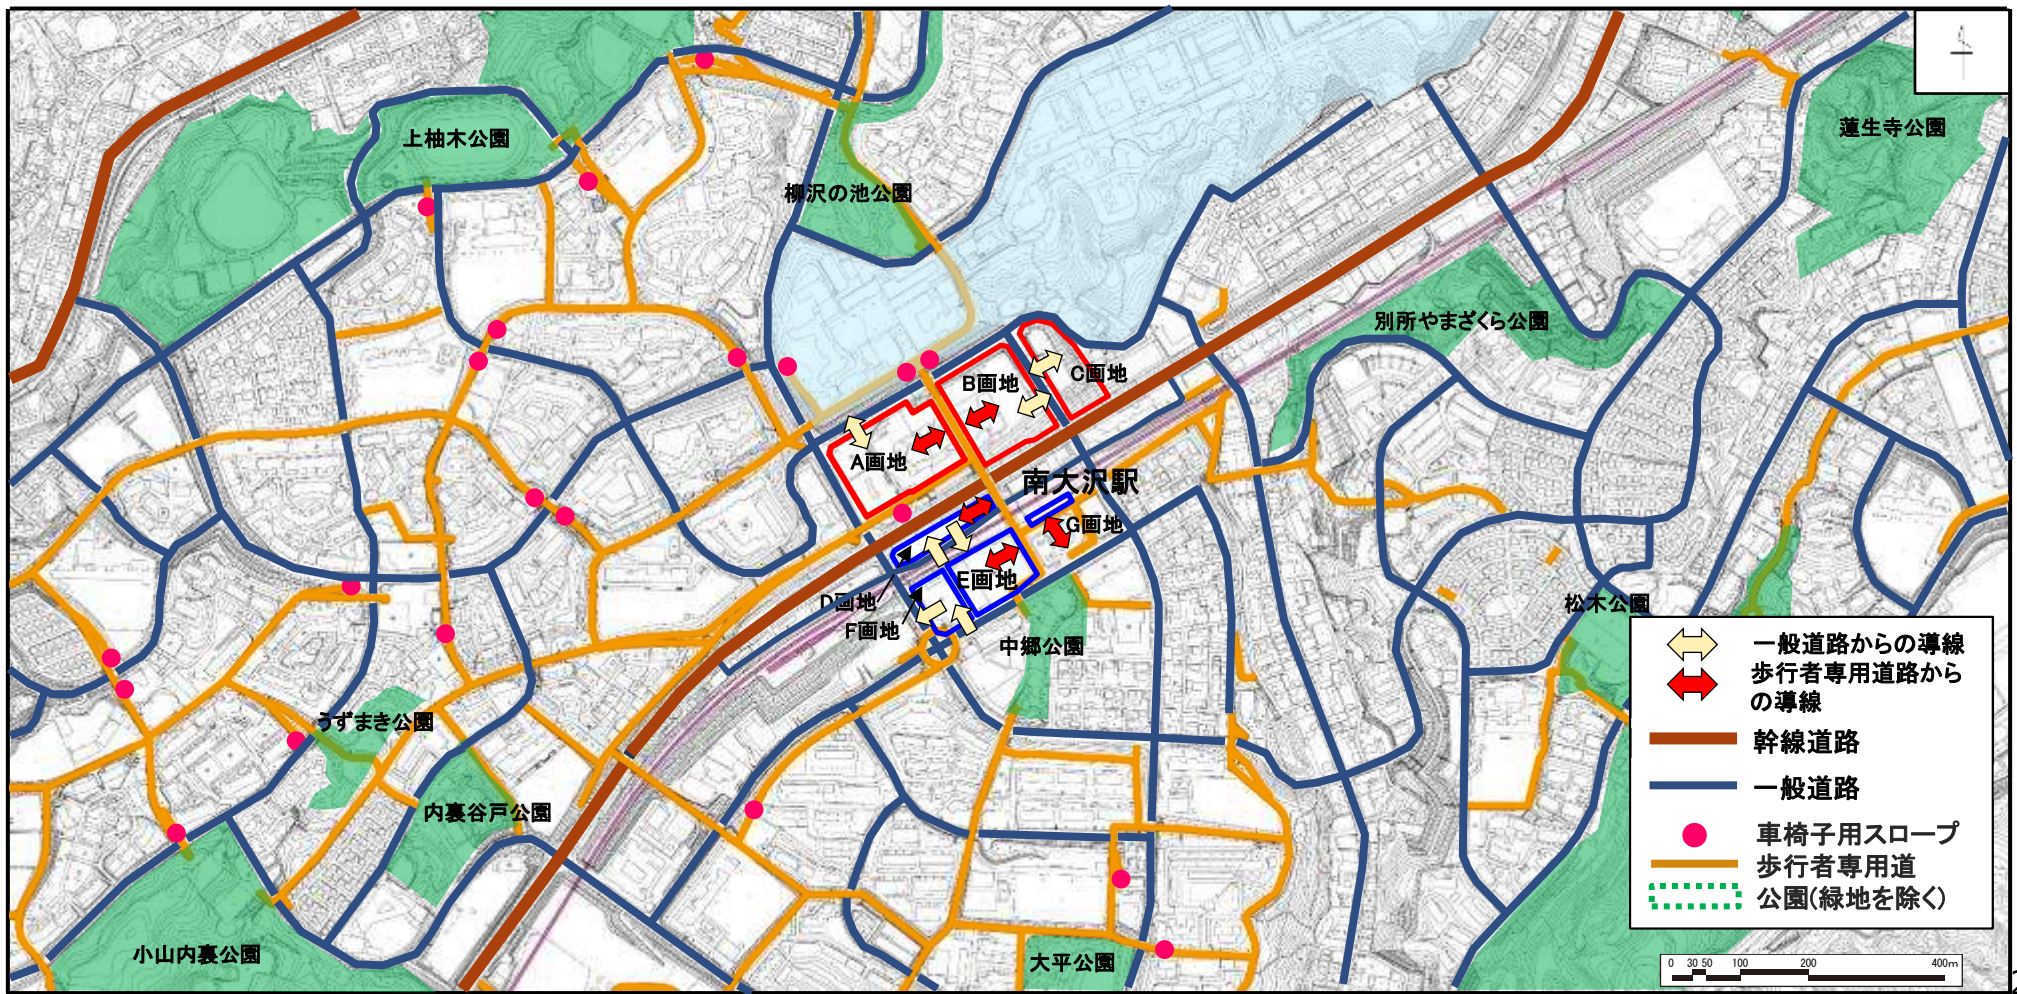 上柚木公園
蓮生寺公園
柳沢の池公園
別所やまざくら公園
B画地
C画地
A画地
南大沢駅
G画地
E画地
D画地
F画地
松木公園
中郷公園
うずまき公園
内裏谷戸公園
小山内裏公園
大平公園
一般道路からの導線
歩行者専用道路から
の導線
幹線道路
一般道路
車椅子用スロープ
歩行者専用道
公園(緑地を除く)
0 30 50 100 200 400m